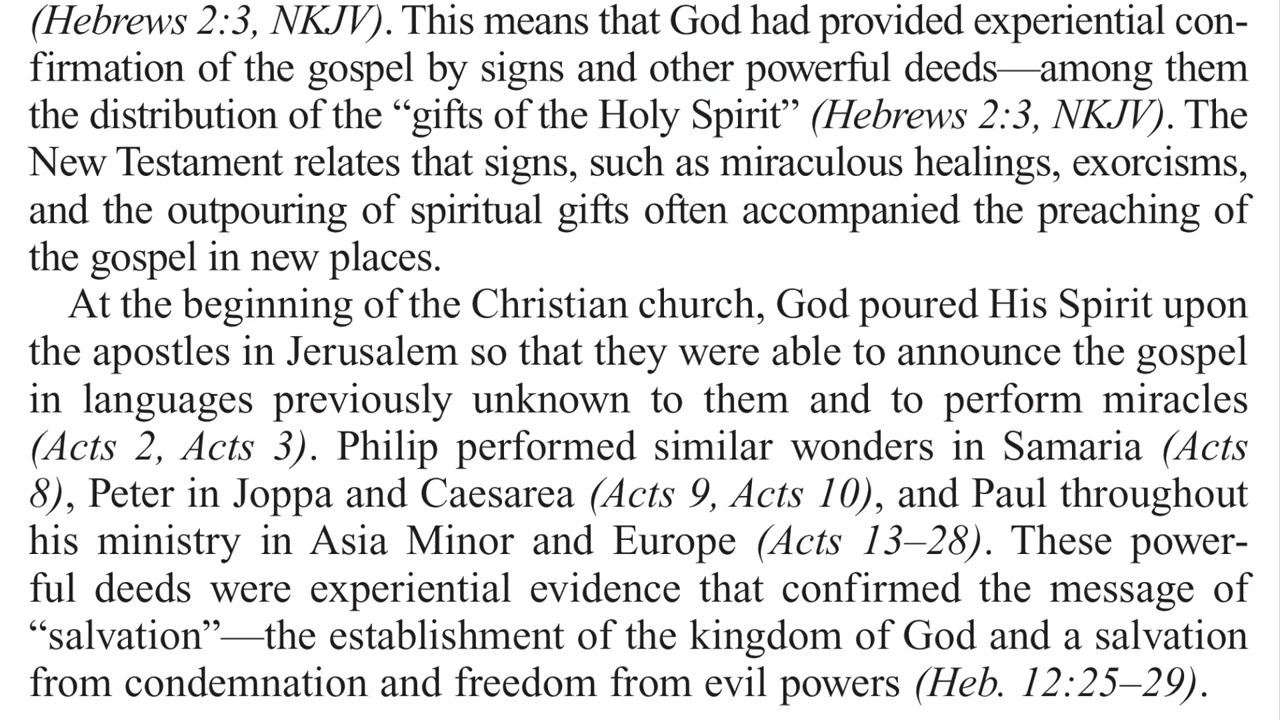 (Hebrews 2:3, NKJV). This means that God had provided experiential con-
firmation of the gospel by signs and other powerful deeds—among them
the distribution of the “gifts of the Holy Spirit” (Hebrews 2:3, NKJV). The
New Testament relates that signs, such as miraculous healings, exorcisms,
and the outpouring of spiritual gifts often accompanied the preaching of
the gospel in new places.
At the beginning of the Christian church, God poured His Spirit upon
the apostles in Jerusalem so that they were able to announce the gospel
in languages previously unknown to them and to perform miracles
(Acts 2, Acts 3). Philip performed similar wonders in Samaria (Acts
8), Peter in Joppa and Caesarea (Acts 9, Acts 10), and Paul throughout
his ministry in Asia Minor and Europe (Acts 13–28). These power-
ful deeds were experiential evidence that confirmed the message of
“salvation”—the establishment of the kingdom of God and a salvation
from condemnation and freedom from evil powers (Heb. 12:25–29).